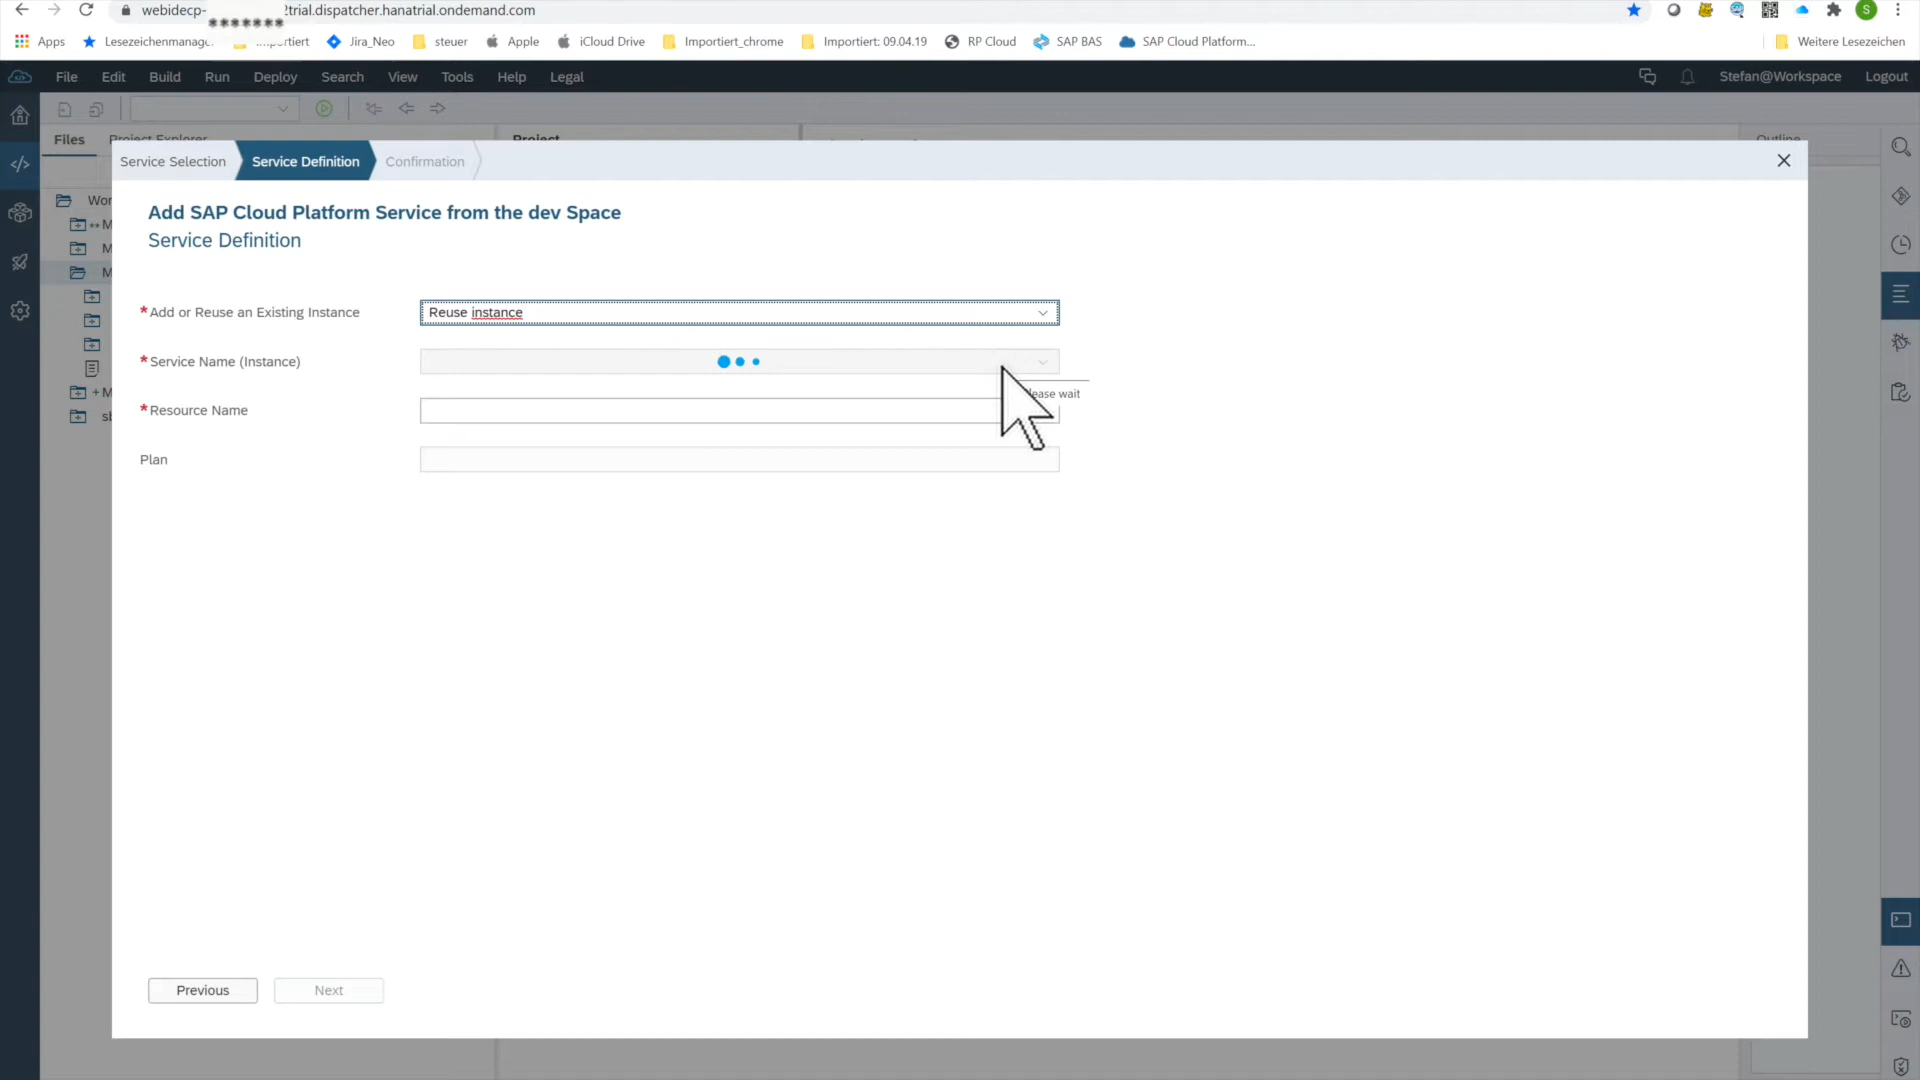 webidecp-
*******
trial.dispatcher.hanatrial.ondemand.com
Apps
Lesezeichenmanage
Importiert
Jira_Neo
steuer
Apple
iCloud Drive
Importiert_chrome
Importiert: 09.04.19
RP Cloud
SAP BAS
SAP Cloud Platform...
Weitere Lesezeichen
S
File Edit Build Run Deploy Search View Tools Help Legal
Stefan@Workspace
Logout
Files
Project Explorer
Project
Outline
Service Selection
Service Definition
Confirmation
Wor
** M
M
M
+ M
sb
Add SAP Cloud Platform Service from the dev Space
Service Definition
* Add or Reuse an Existing Instance
Reuse instance
* Service Name (Instance)
ease wait
* Resource Name
Plan
Previous
Next